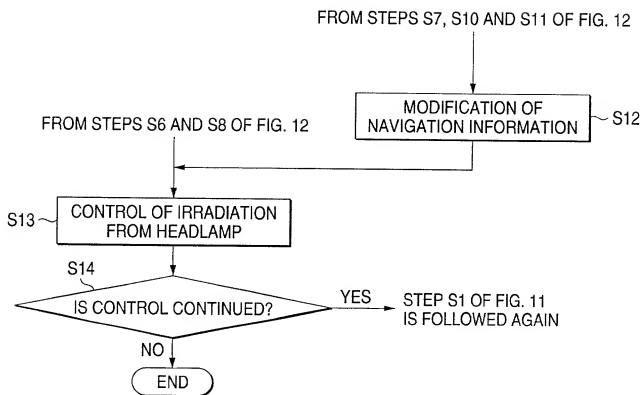 FROM STEPS S7, S10 AND S11 OF FIG. 12
MODIFICATION OF
NAVIGATION INFORMATION
S12
FROM STEPS S6 AND S8 OF FIG. 12
S13
CONTROL OF IRRADIATION
FROM HEADLAMP
S14
IS CONTROL CONTINUED?
YES
STEP S1 OF FIG. 11
IS FOLLOWED AGAIN
NO
END